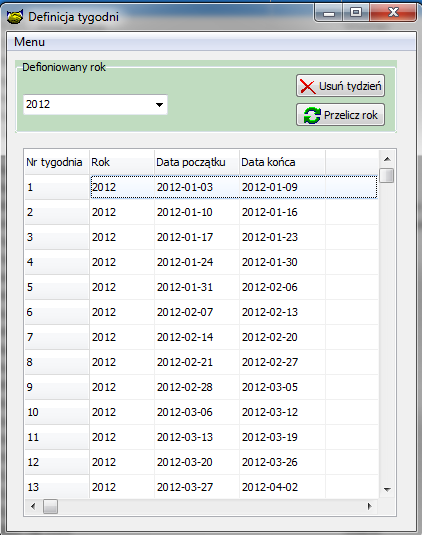 Definicja tygodni
Menu
Defioniowany rok
2012
Usuń tydzień
Przelicz rok
Nr tygodnia Rok Data początku Data końca
1 2012 2012-01-03 2012-01-09
2 2012 2012-01-10 2012-01-16
3 2012 2012-01-17 2012-01-23
4 2012 2012-01-24 2012-01-30
5 2012 2012-01-31 2012-02-06
6 2012 2012-02-07 2012-02-13
7 2012 2012-02-14 2012-02-20
8 2012 2012-02-21 2012-02-27
9 2012 2012-02-28 2012-03-05
10 2012 2012-03-06 2012-03-12
11 2012 2012-03-13 2012-03-19
12 2012 2012-03-20 2012-03-26
13 2012 2012-03-27 2012-04-02